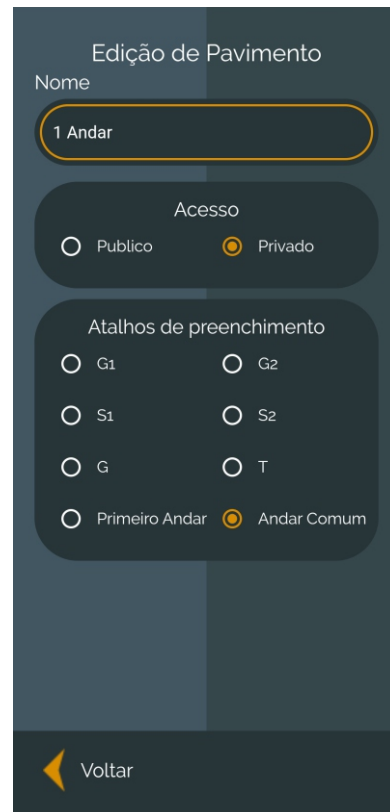 Edição de Pavimento
Nome
1 Andar
Acesso
Publico Privado
Atalhos de preenchimento
G1 G2
S1 S2
G T
Primeiro Andar Andar Comum
Voltar